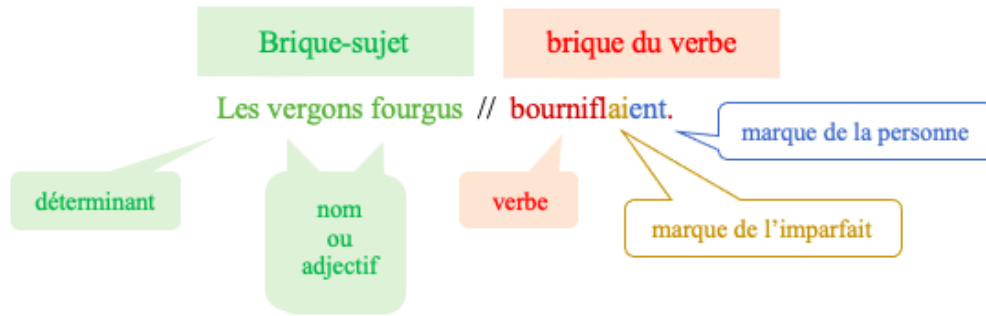 Brique-sujet
brique du verbe
Les vergons fourgus // bourniflaient.
marque de la personne
déterminant
nom
ou
adjectif
verbe
marque de l’imparfait